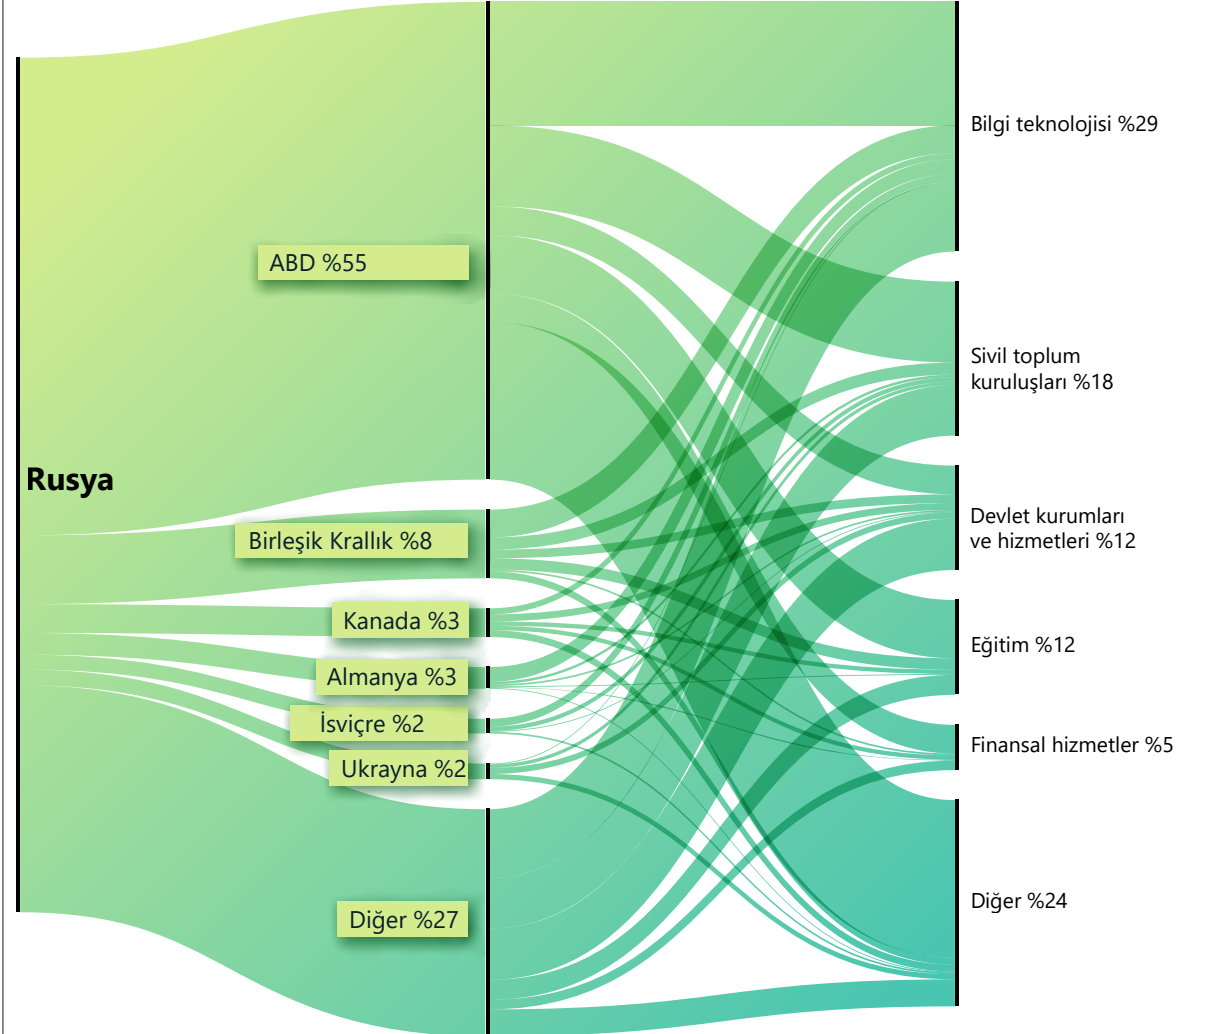 Rusya
ABD %55
Birleşik Krallık %8
Kanada %3
Almanya %3
İsviçre %2
Ukrayna %2
Diğer %27
Bilgi teknolojisi %29
Sivil toplum
kuruluşları %18
Devlet kurumları
ve hizmetleri %12
Eğitim %12
Finansal hizmetler %5
Diğer %24